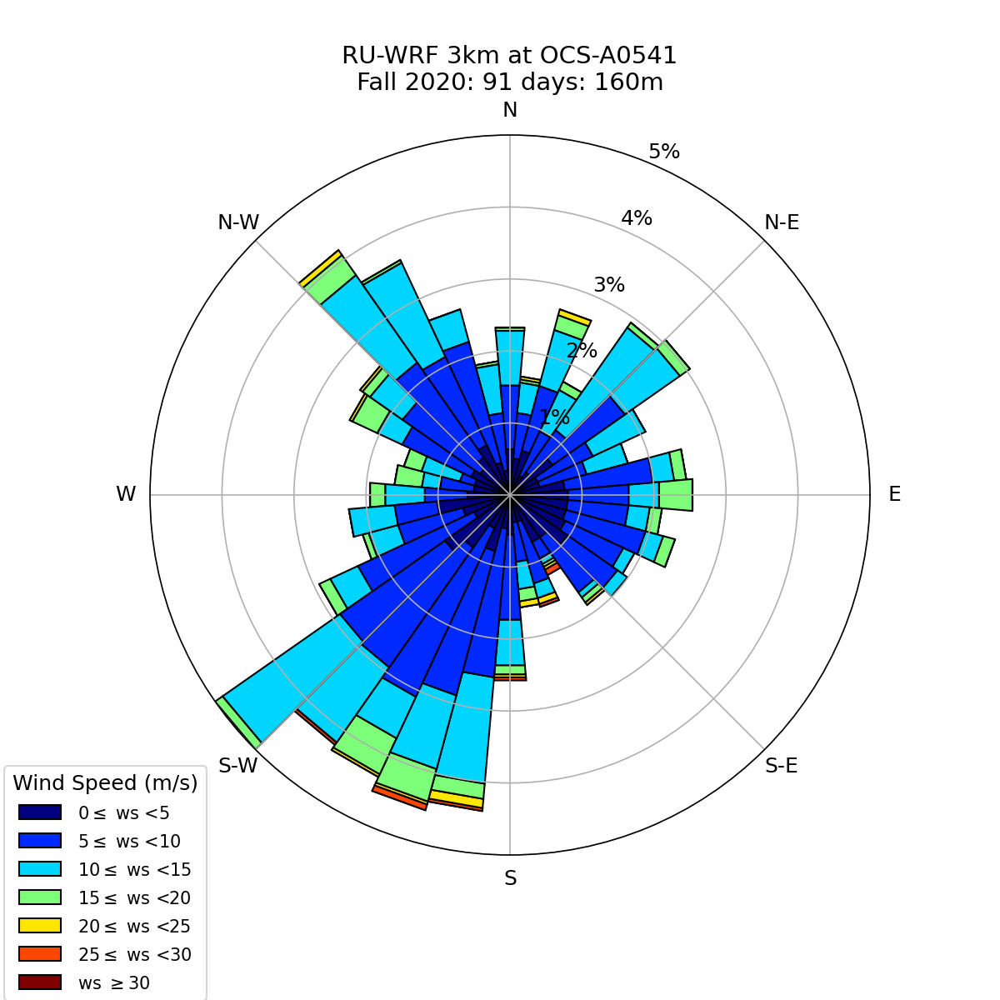 RU-WRF 3km at OCS-A0541
Fall 2020: 91 days: 160m
N
5%
4%
N-W
N-E
3%
2%
1%
W
E
S-W
S-E
S
Wind Speed (m/s)
0≤ ws <5
5≤ ws <10
10≤ ws <15
15≤ ws <20
20≤ ws <25
25≤ ws <30
ws ≥30